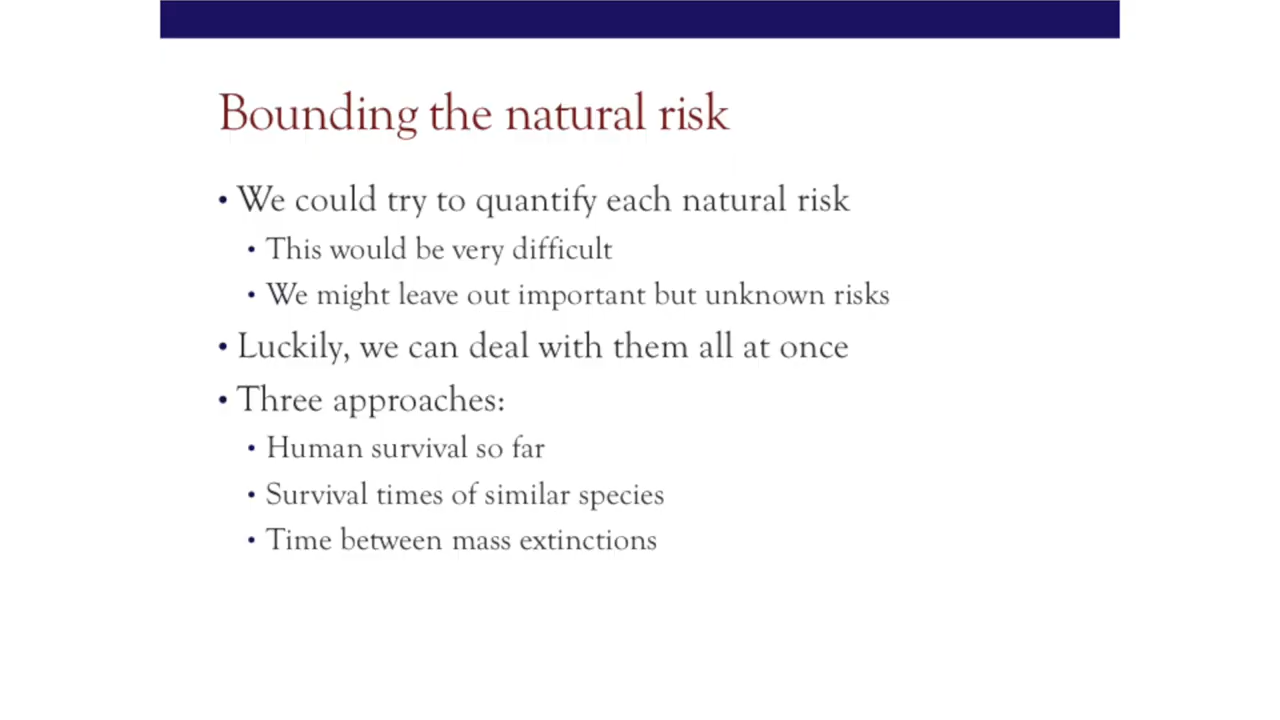 Bounding the natural risk
• We could try to quantify each natural risk
• This would be very difficult
• We might leave out important but unknown risks
• Luckily, we can deal with them all at once
• Three approaches:
• Human survival so far
• Survival times of similar species
• Time between mass extinctions